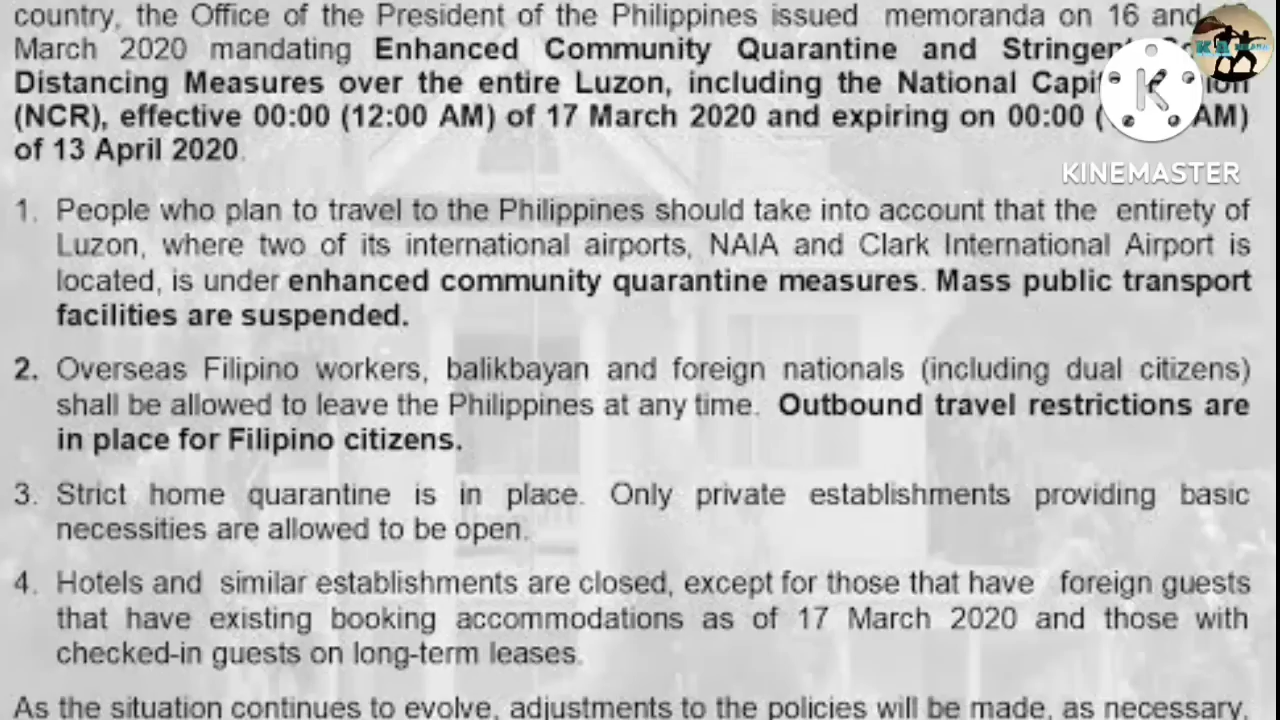 country, the Office of the President of the Philippines issued memoranda on 16 and
March 2020 mandating Enhanced Community Quarantine and Stringent
Distancing Measures over the entire Luzon, including the National
(NCR), effective 00:00 (12:00 AM) of 17 March 2020 and expiring on 00:00 ( AM)
of 13 April 2020.
K
KINEMASTER
1. People who plan to travel to the Philippines should take into account that the entirety of
Luzon, where two of its international airports, NAIA and Clark International Airport is
located, is under enhanced community quarantine measures. Mass public transport
facilities are suspended.
2. Overseas Filipino workers, balikbayan and foreign nationals (including dual citizens)
shall be allowed to leave the Philippines at any time. Outbound travel restrictions are
in place for Filipino citizens.
3. Strict home quarantine is in place. Only private establishments providing basic
necessities are allowed to be open.
4. Hotels and similar establishments are closed, except for those that have foreign guests
that have existing booking accommodations as of 17 March 2020 and those with
checked-in guests on long-term leases.
As the situation continues to evolve, adjustments to the policies will be made, as necessary,